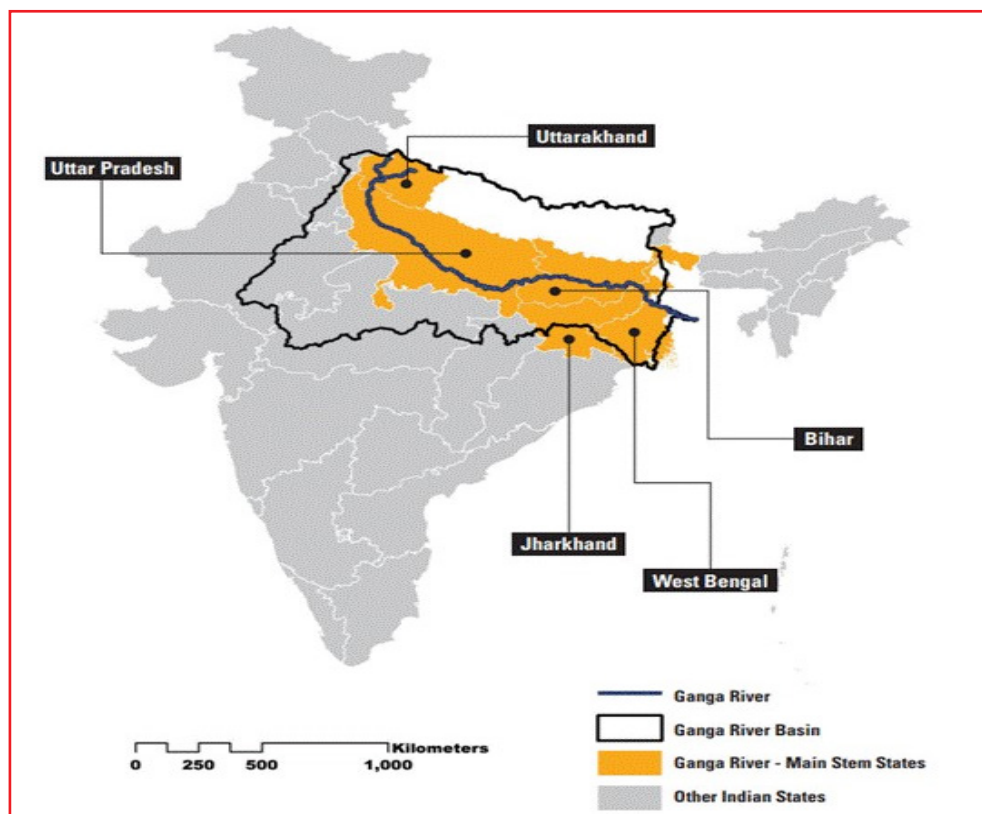 Uttarakhand
Uttar Pradesh
Bihar
Jharkhand
West Bengal
Ganga River
Ganga River Basin
Kilometers
0 250 500 1,000
Ganga River - Main Stem States
Other Indian States